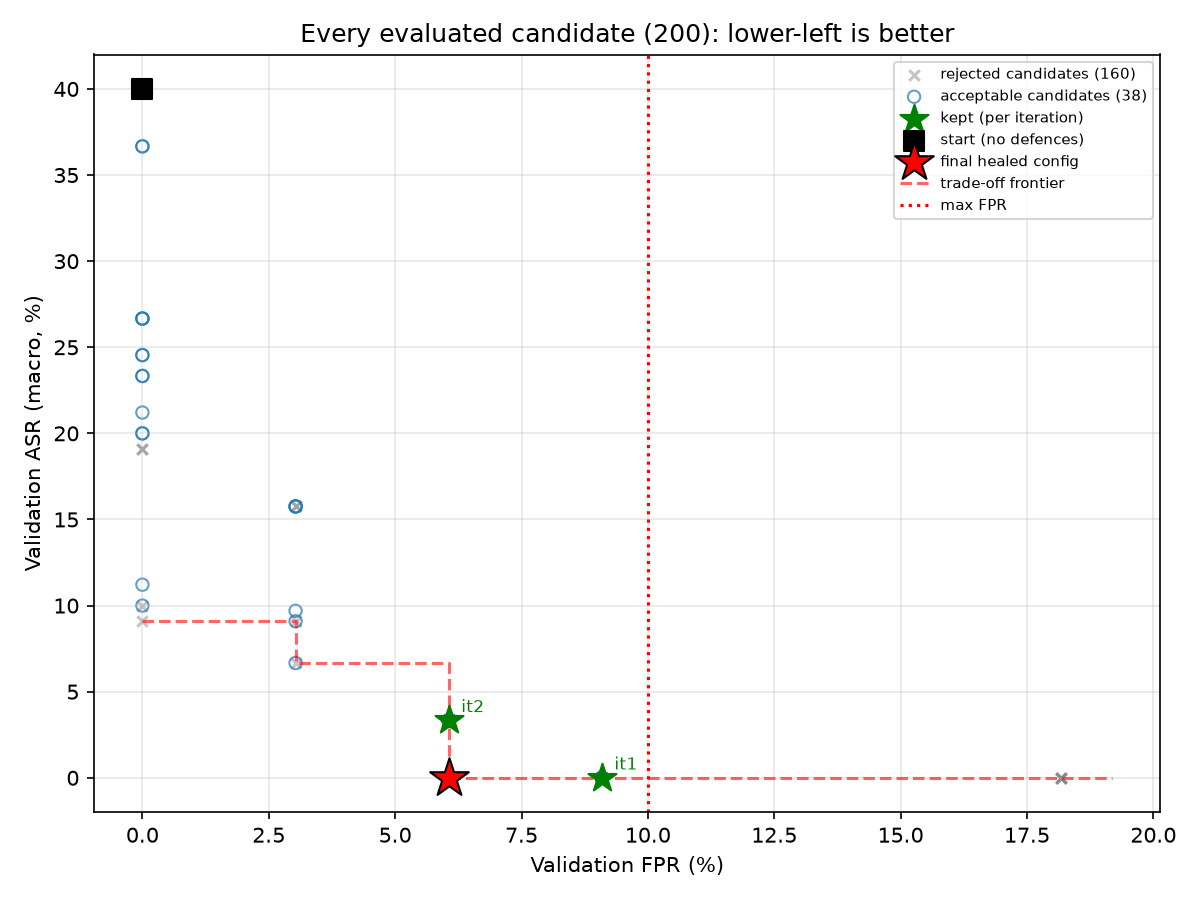 Every evaluated candidate (200): lower-left is better
rejected candidates (160)
acceptable candidates (38)
kept (per iteration)
start (no defences)
final healed config
trade-off frontier
max FPR
Validation ASR (macro, %)
40
35
30
25
20
15
10
5
0
it2
it1
0.0 2.5 5.0 7.5 10.0 12.5 15.0 17.5 20.0
Validation FPR (%)